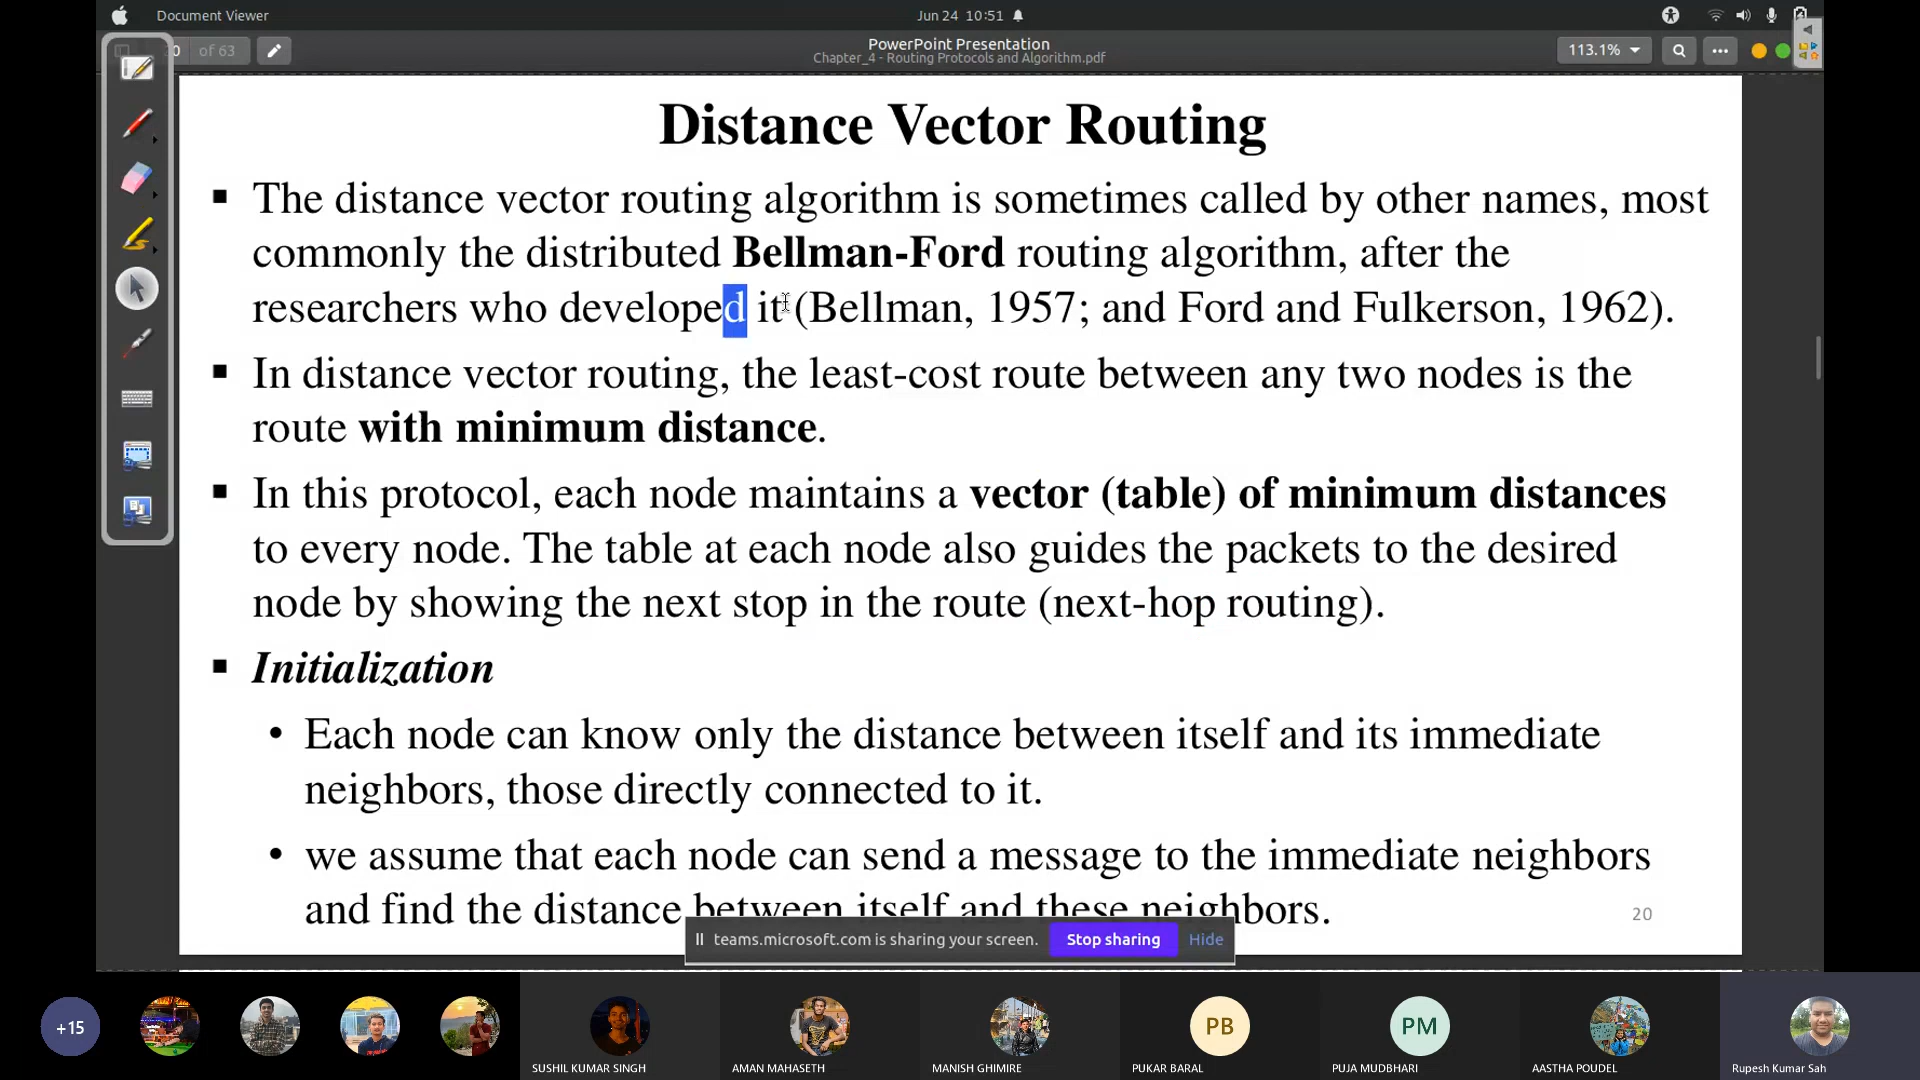 Document Viewer
Jun 24 10:51
of 63
PowerPoint Presentation
Chapter_4 - Routing Protocols and Algorithm.pdf
113.1%
Distance Vector Routing
▪ The distance vector routing algorithm is sometimes called by other names, most
commonly the distributed Bellman-Ford routing algorithm, after the
researchers who developed it (Bellman, 1957; and Ford and Fulkerson, 1962).
▪ In distance vector routing, the least-cost route between any two nodes is the
route with minimum distance.
▪ In this protocol, each node maintains a vector (table) of minimum distances
to every node. The table at each node also guides the packets to the desired
node by showing the next stop in the route (next-hop routing).
▪ Initialization
• Each node can know only the distance between itself and its immediate
neighbors, those directly connected to it.
• we assume that each node can send a message to the immediate neighbors
and find the distance between itself and these neighbors.
20
teams.microsoft.com is sharing your screen.
Stop sharing
Hide
+15
PB
PM
SUSHIL KUMAR SINGH
AMAN MAHASETH
MANISH GHIMIRE
PUKAR BARAL
PUJA MUDBHARI
AASTHA POUDEL
Rupesh Kumar Sah